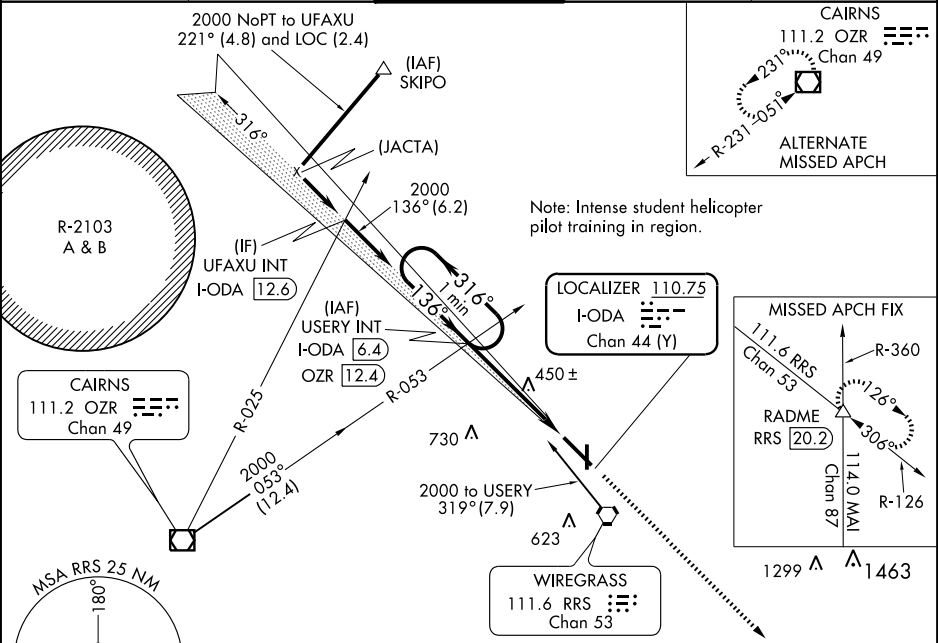 2000 NoPT to UFAXU
221° (4.8) and LOC (2.4)
(IAF)
SKIPO
CAIRNS
111.2 OZR
Chan 49
231°
R-231
051°
ALTERNATE
MISSED APCH
316°
(JACTA)
R-2103
A & B
2000
136° (6.2)
Note: Intense student helicopter
pilot training in region.
(IF)
UFAXU INT
I-ODA 12.6
316°
1 min
136°
LOCALIZER 110.75
I-ODA
Chan 44 (Y)
(IAF)
USERY INT
I-ODA 6.4
OZR 12.4
MISSED APCH FIX
111.6 RRS
Chan 53
R-360
RADME
RRS 20.2
126°
306°
114.0 MAI
Chan 87
R-126
CAIRNS
111.2 OZR
Chan 49
R-025
R-053
450 ±
730
2000
053°
(12.4)
2000 to USERY
319° (7.9)
623
1299
1463
WIREGRASS
111.6 RRS
Chan 53
MSA RRS 25 NM
180°